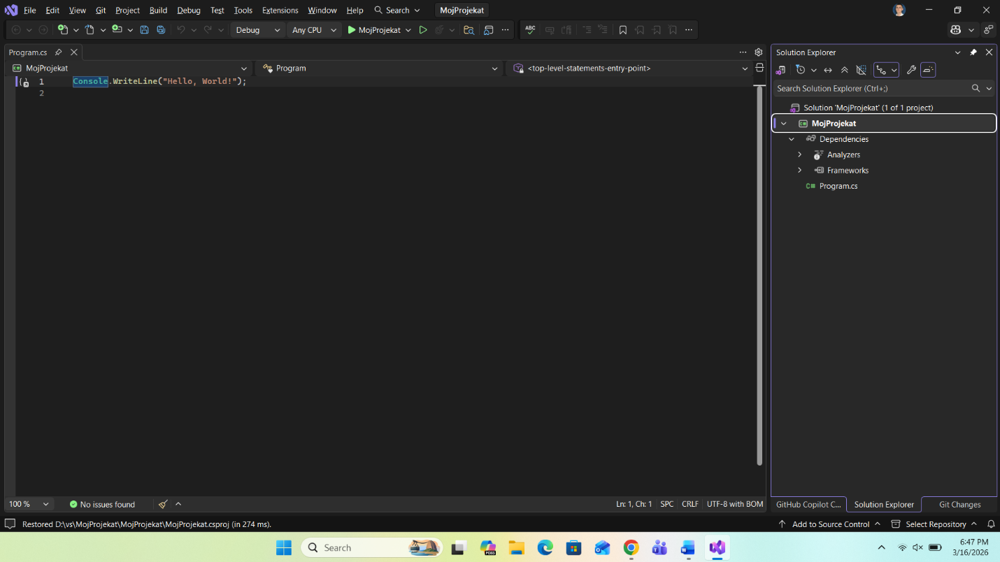 File Edit View Git Project Build Debug Test Tools Extensions Window Help Search MojProjekat
Debug Any CPU MojProjekat
Program.cs
MojProjekat Program <top-level-statements-entry-point>
1 Console.WriteLine("Hello, World!");
2
100 % No issues found Ln: 1, Ch: 1 SPC CRLF UTF-8 with BOM
Solution Explorer
Search Solution Explorer (Ctrl+;)
Solution 'MojProjekat' (1 of 1 project)
MojProjekat
Dependencies
Analyzers
Frameworks
C# Program.cs
GitHub Copilot C... Solution Explorer Git Changes
Restored D:\vs\MojProjekat\MojProjekat\MojProjekat.csproj (in 274 ms). Add to Source Control Select Repository
Search
6:47 PM
3/16/2026